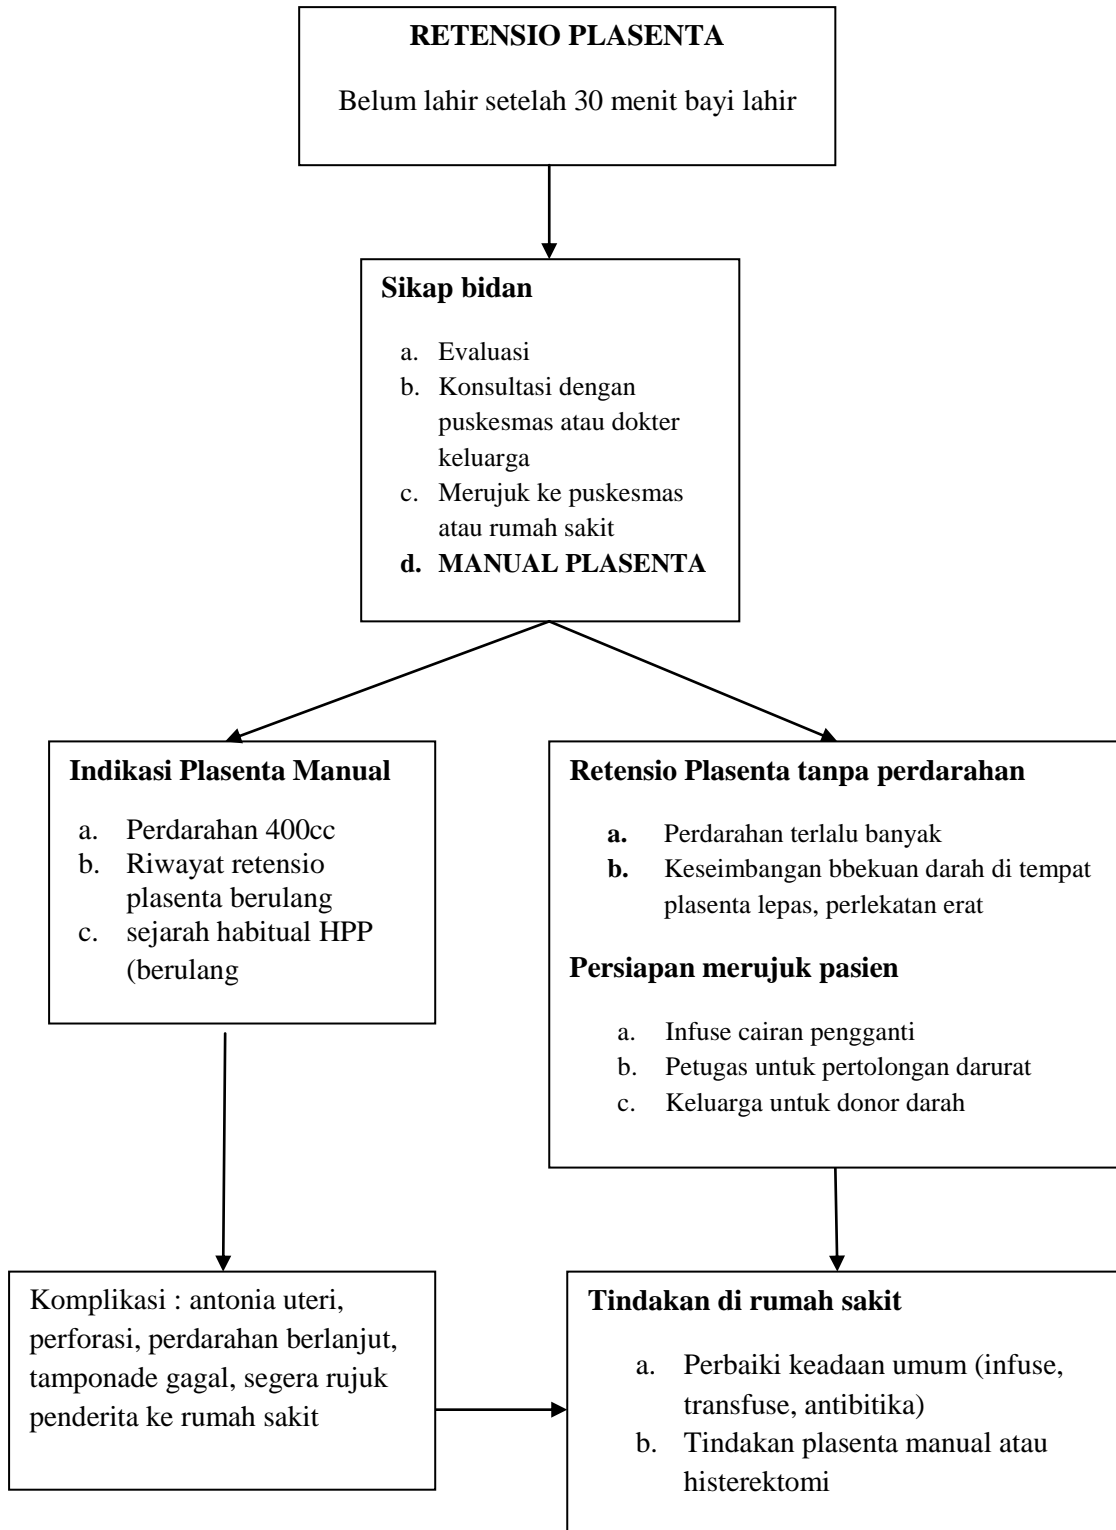 RETENSIO PLASENTA
Belum lahir setelah 30 menit bayi lahir
Sikap bidan
a. Evaluasi
b. Konsultasi dengan
puskesmas atau dokter
keluarga
c. Merujuk ke puskesmas
atau rumah sakit
d. MANUAL PLASENTA
Indikasi Plasenta Manual
a. Perdarahan 400cc
b. Riwayat retensio
plasenta berulang
c. sejarah habitual HPP
(berulang
Retensio Plasenta tanpa perdarahan
a. Perdarahan terlalu banyak
b. Keseimbangan bbekuan darah di tempat
plasenta lepas, perlekatan erat
Persiapan merujuk pasien
a. Infuse cairan pengganti
b. Petugas untuk pertolongan darurat
c. Keluarga untuk donor darah
Komplikasi : antonia uteri,
perforasi, perdarahan berlanjut,
tamponade gagal, segera rujuk
penderita ke rumah sakit
Tindakan di rumah sakit
a. Perbaiki keadaan umum (infuse,
transfuse, antibitika)
b. Tindakan plasenta manual atau
histerektomi